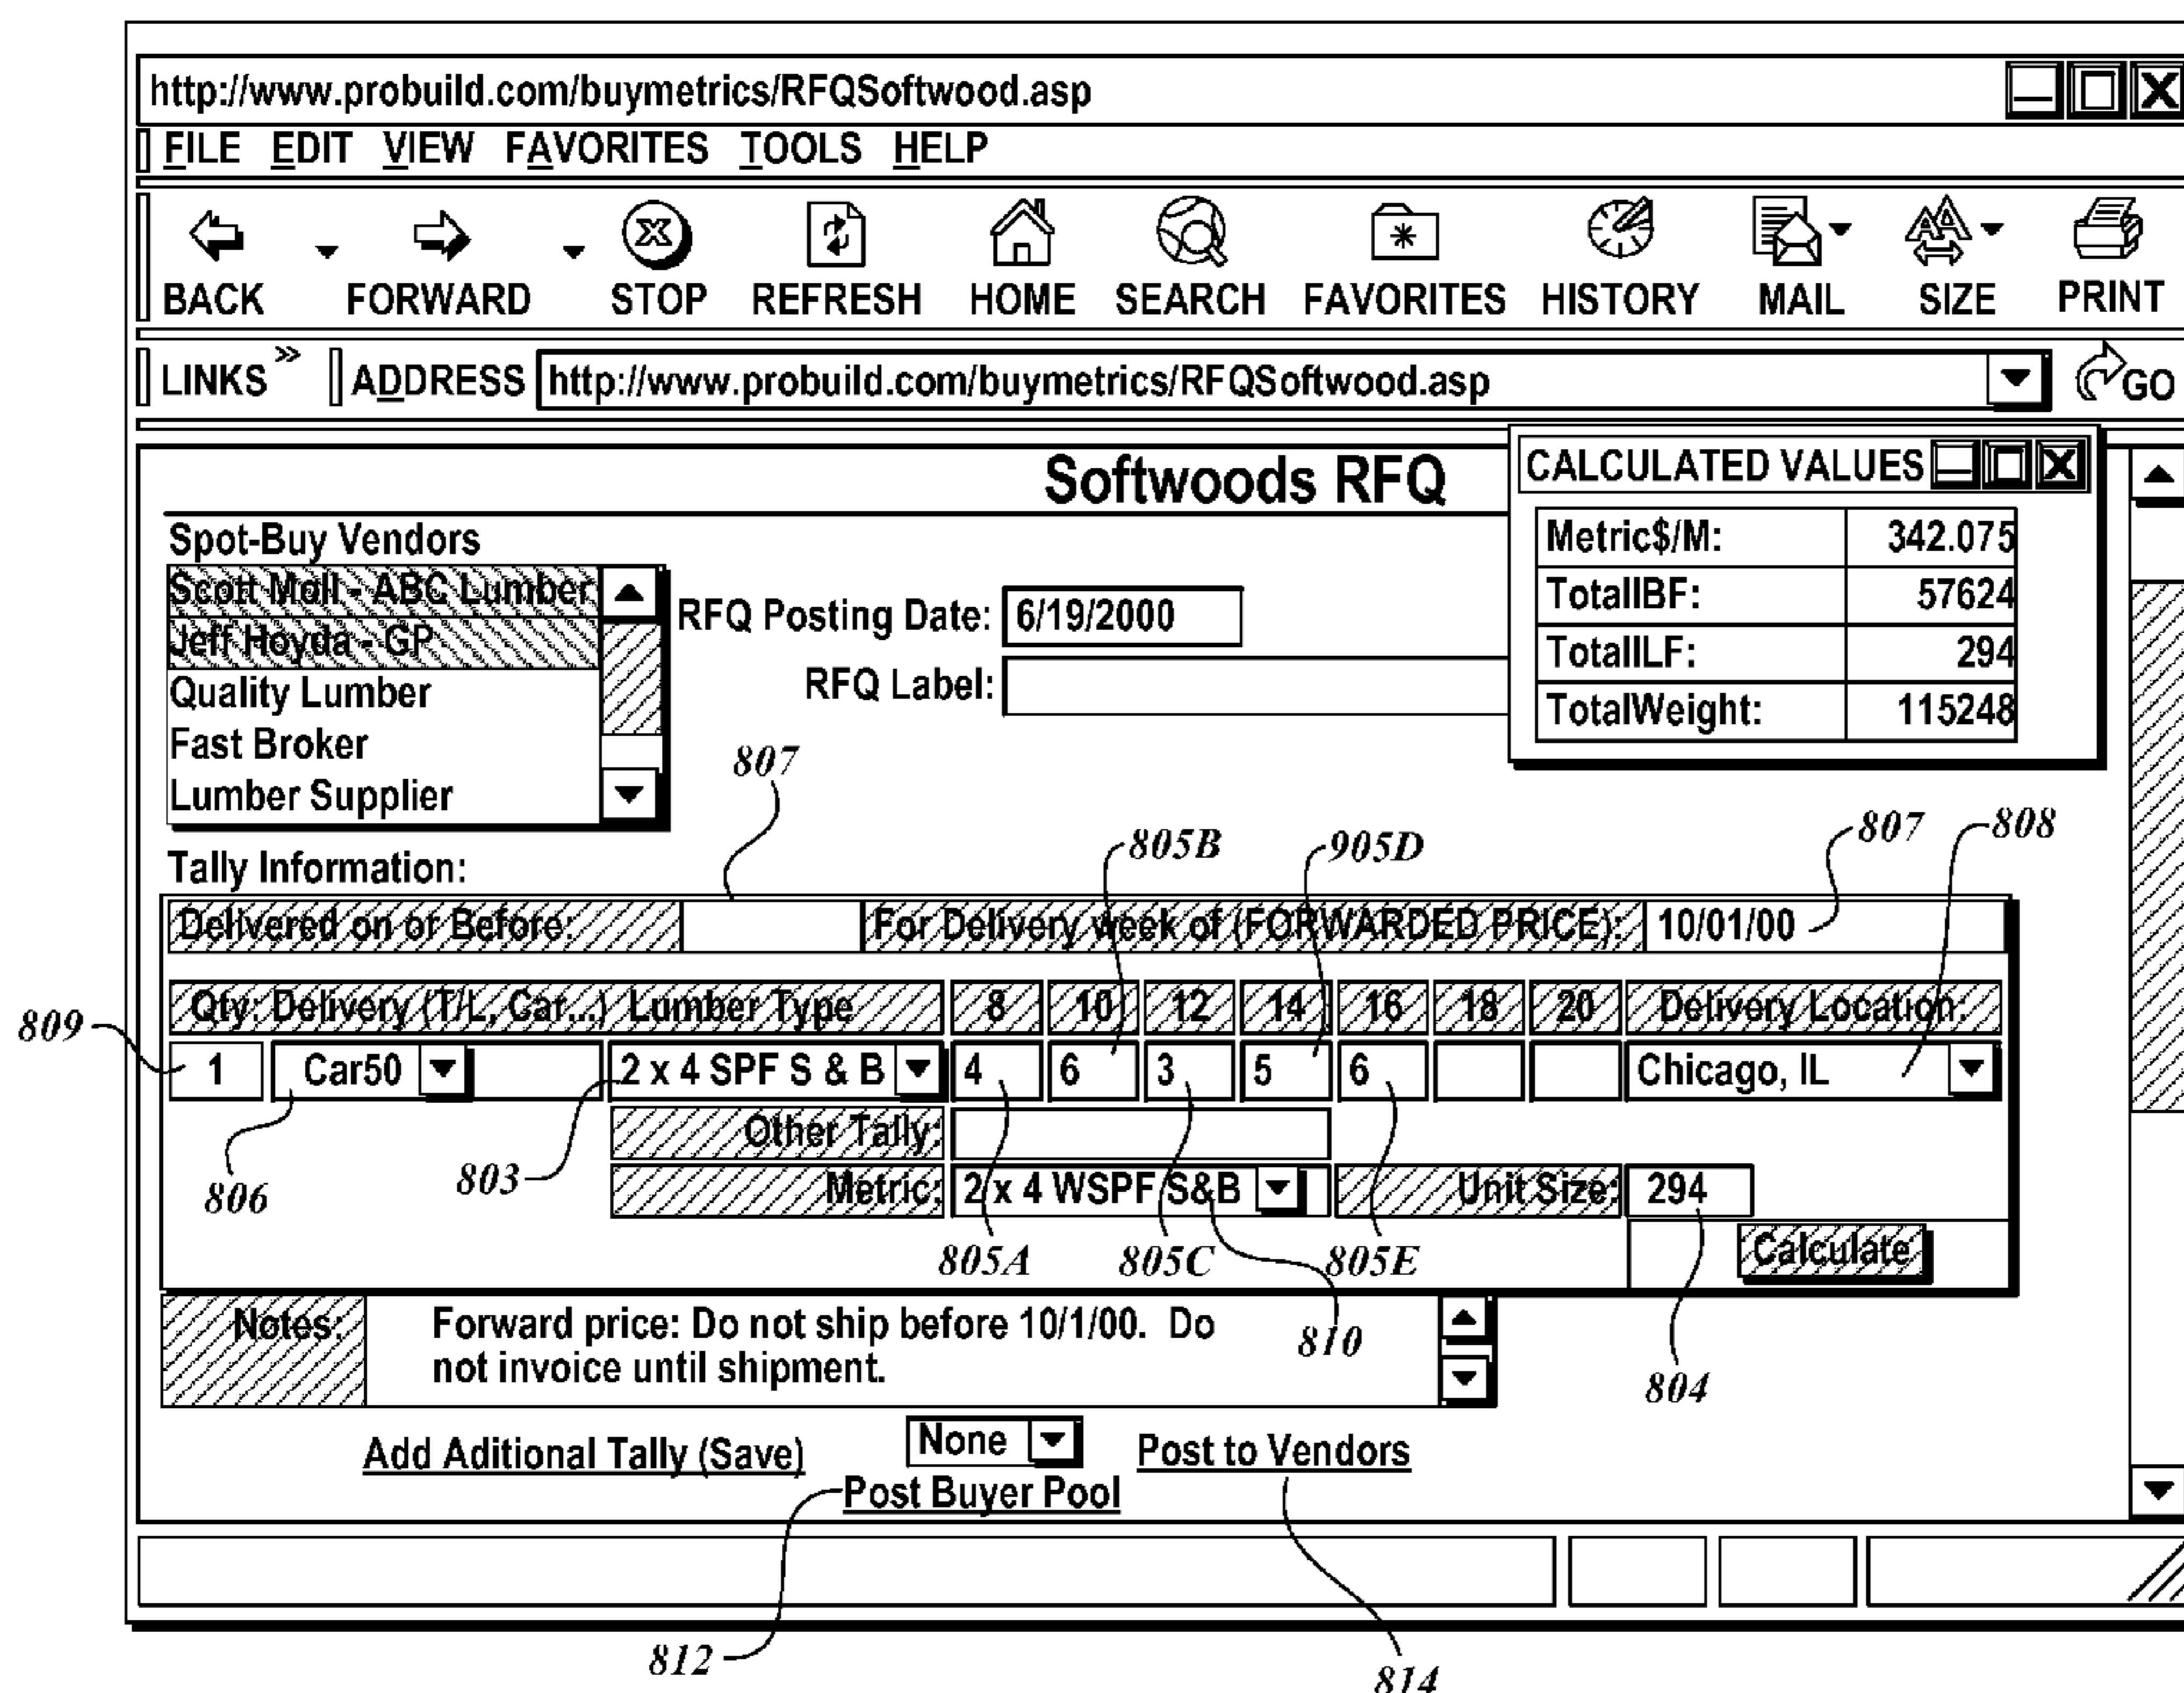 http://www.probuild.com/buymetrics/RFQSoftwood.asp
FILE EDIT VIEW FAVORITES TOOLS HELP
BACK FORWARD STOP REFRESH HOME SEARCH FAVORITES HISTORY MAIL SIZE PRINT
LINKS » ADDRESS http://www.probuild.com/buymetrics/RFQSoftwood.asp GO
Softwoods RFQ
CALCULATED VALUES
Metric$/M: 342.075
TotallBF: 57624
TotallLF: 294
TotalWeight: 115248
Spot-Buy Vendors
Scott Moll - ABC Lumber
Jeff Hoyda - GP
Quality Lumber
Fast Broker
Lumber Supplier
RFQ Posting Date: 6/19/2000
RFQ Label:
807
805B 905D 807 808
Tally Information:
Delivered on or Before: For Delivery week of (FORWARDED PRICE): 10/01/00
Qty: Delivery (T/L, Car...) Lumber Type 8 10 12 14 16 18 20 Delivery Location:
809
1 Car50 2 x 4 SPF S & B 4 6 3 5 6 Chicago, IL
Other Tally:
806 803
Metric: 2 x 4 WSPF S&B Unit Size: 294
805A 805C 805E
Calculate
Notes: Forward price: Do not ship before 10/1/00. Do
not invoice until shipment.
810
804
Add Aditional Tally (Save) None Post to Vendors
Post Buyer Pool
812
814